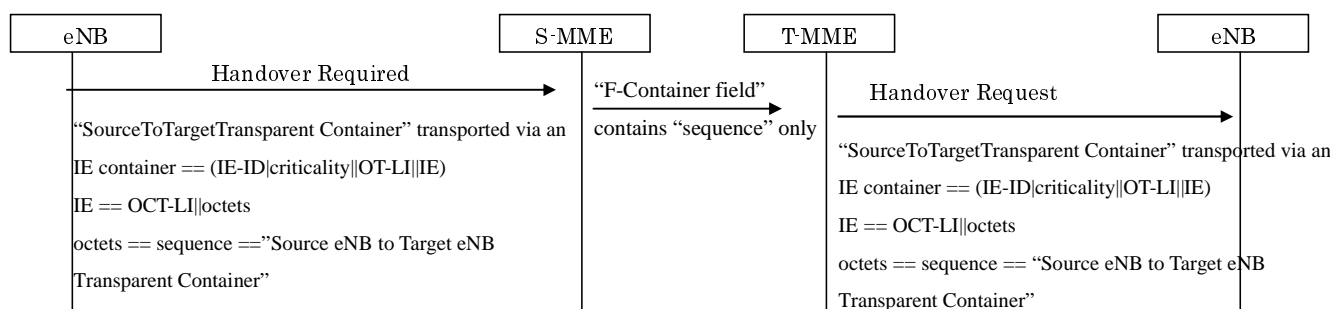 eNB
S-MME
T-MME
eNB
Handover Required
“F-Container field”
contains “sequence” only
Handover Request
“SourceToTargetTransparent Container” transported via an
IE container == (IE-ID|criticality||OT-LI||IE)
IE == OCT-LI||octets
octets == sequence ==”Source eNB to Target eNB
Transparent Container”
“SourceToTargetTransparent Container” transported via an
IE container == (IE-ID|criticality||OT-LI||IE)
IE == OCT-LI||octets
octets == sequence == “Source eNB to Target eNB
Transparent Container”